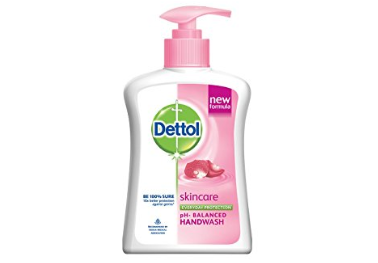 new
formula
Dettol
skincare
EVERYDAY PROTECTION
pH- BALANCED
HANDWASH
BE 100% SURE